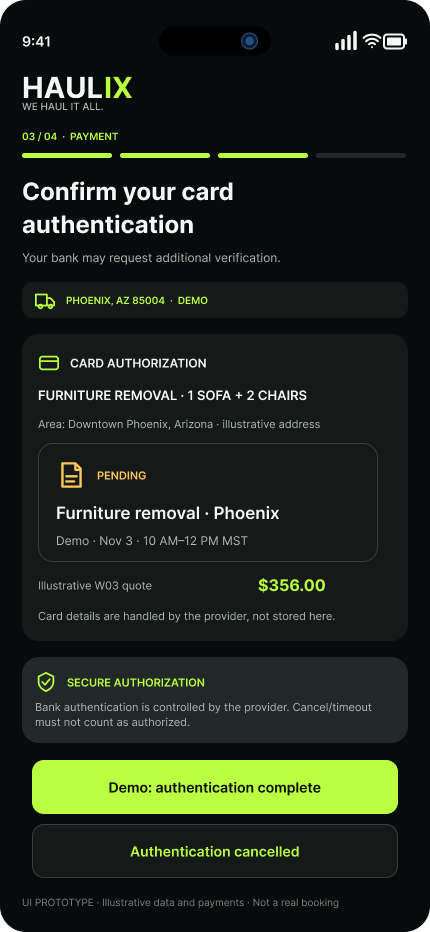 9:41
HAULIX
WE HAUL IT ALL.
03 / 04 · PAYMENT
Confirm your card
authentication
Your bank may request additional verification.
PHOENIX, AZ 85004 · DEMO
CARD AUTHORIZATION
FURNITURE REMOVAL · 1 SOFA + 2 CHAIRS
Area: Downtown Phoenix, Arizona · illustrative address
PENDING
Furniture removal · Phoenix
Demo · Nov 3 · 10 AM–12 PM MST
Illustrative W03 quote $356.00
Card details are handled by the provider, not stored here.
SECURE AUTHORIZATION
Bank authentication is controlled by the provider. Cancel/timeout
must not count as authorized.
Demo: authentication complete
Authentication cancelled
UI PROTOTYPE · Illustrative data and payments · Not a real booking